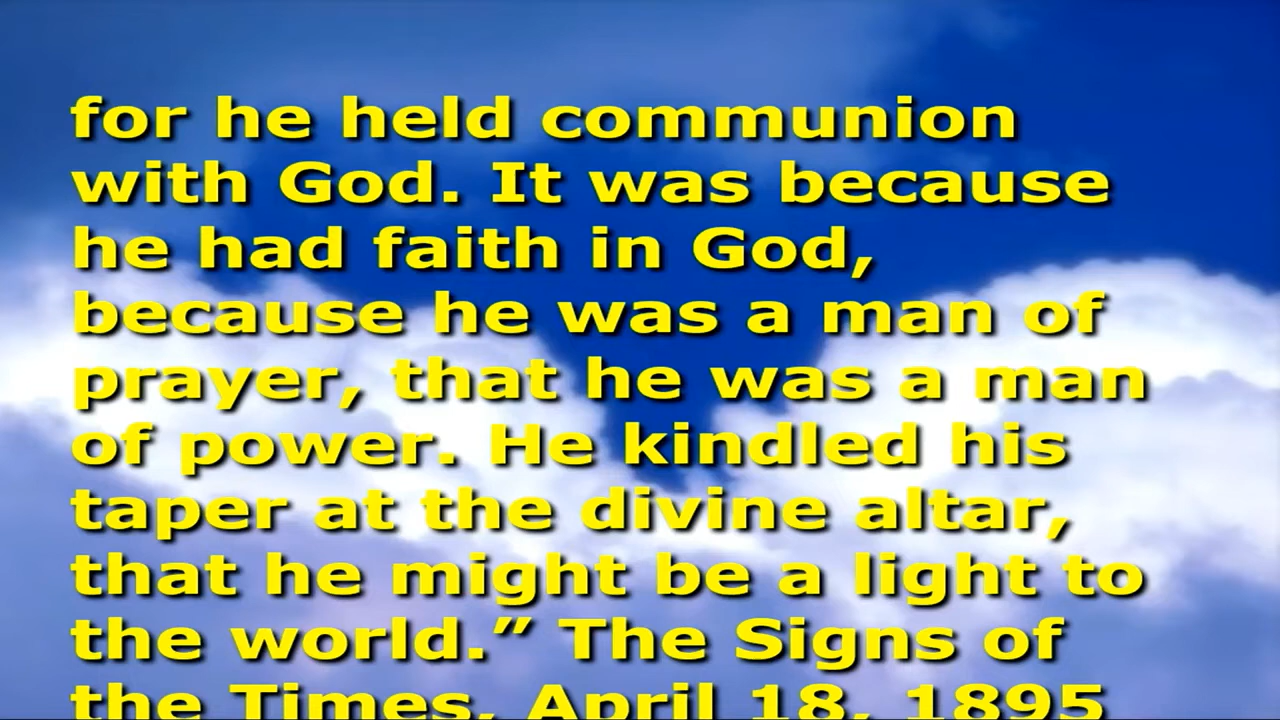 for he held communion
with God. It was because
he had faith in God,
because he was a man of
prayer, that he was a man
of power. He kindled his
taper at the divine altar,
that he might be a light to
the world.” The Signs of
the Times, April 18, 1895